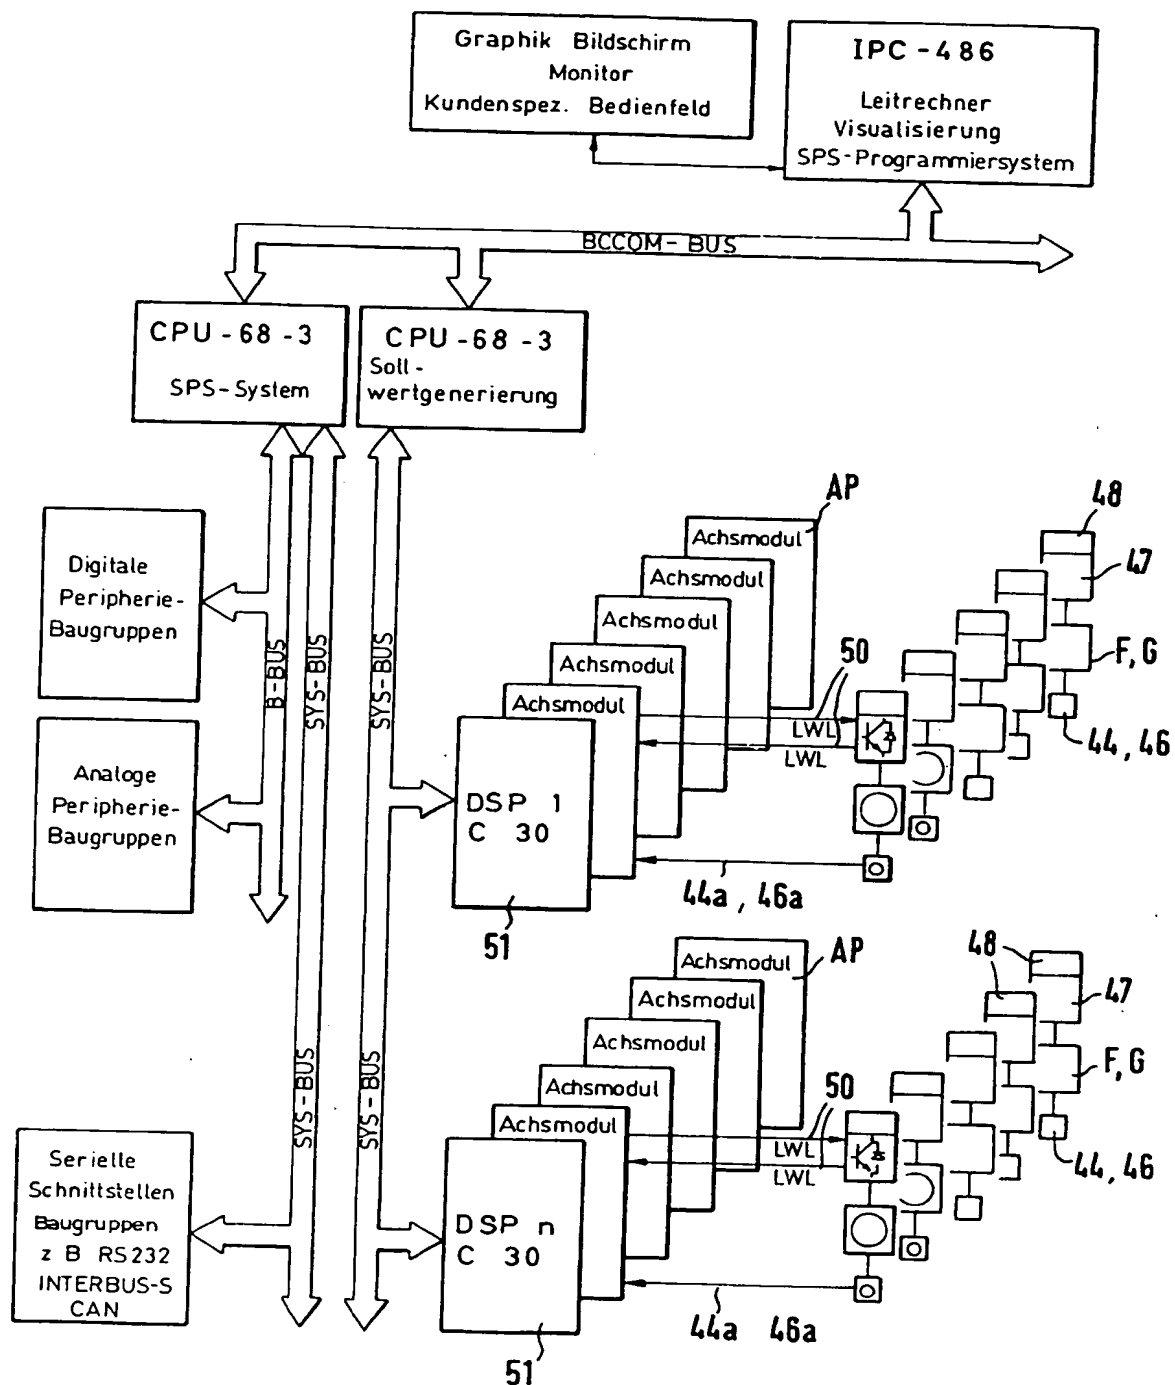 Graphik Bildschirm
Monitor
Kundenspez. Bedienfeld
IPC - 486
Leitrechner
Visualisierung
SPS-Programmiersystem
BCCOM - BUS
CPU - 68 - 3
SPS-System
CPU - 68 - 3
Soll -
wertgenerierung
Digitale
Peripherie-
Baugruppen
Analoge
Peripherie-
Baugruppen
Serielle
Schnittstellen
Baugruppen
z B RS232
INTERBUS-S
CAN
B-BUS
SYS-BUS
SYS-BUS
SYS-BUS
SYS-BUS
AP
Achsmodul
Achsmodul
Achsmodul
Achsmodul
Achsmodul
DSP 1
C 30
51
50
LWL
LWL
44a , 46a
48
47
F, G
44, 46
AP
Achsmodul
Achsmodul
Achsmodul
Achsmodul
Achsmodul
DSP n
C 30
51
50
LWL
LWL
44a 46a
48
48
47
F, G
44, 46